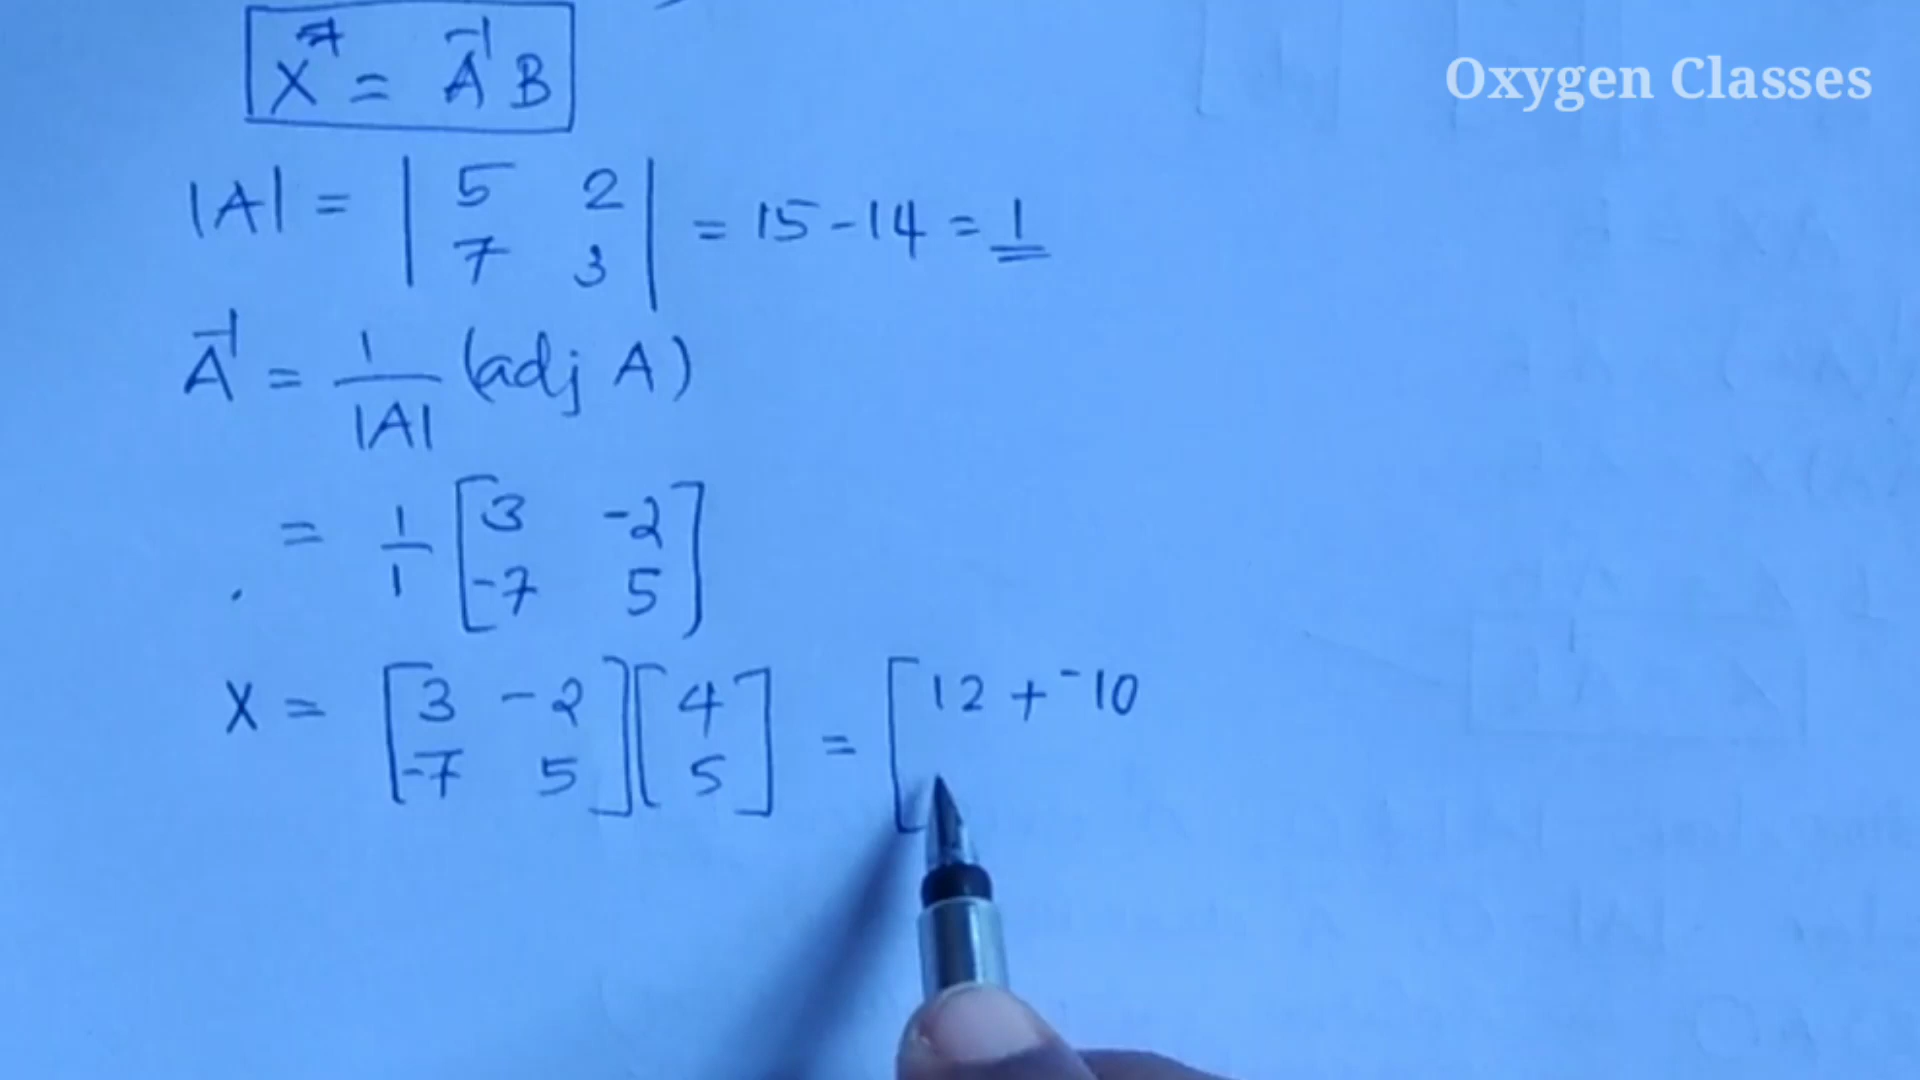 Oxygen Classes
X = A⁻¹ B
|A| = | 5 2 | = 15 - 14 = 1
| 7 3 |
A⁻¹ = 1 (adj A)
|A|
= 1 [ 3 -2 ]
1 [ -7 5 ]
X = [ 3 -2 ] [ 4 ] = [ 12 + -10
[ -7 5 ] [ 5 ]